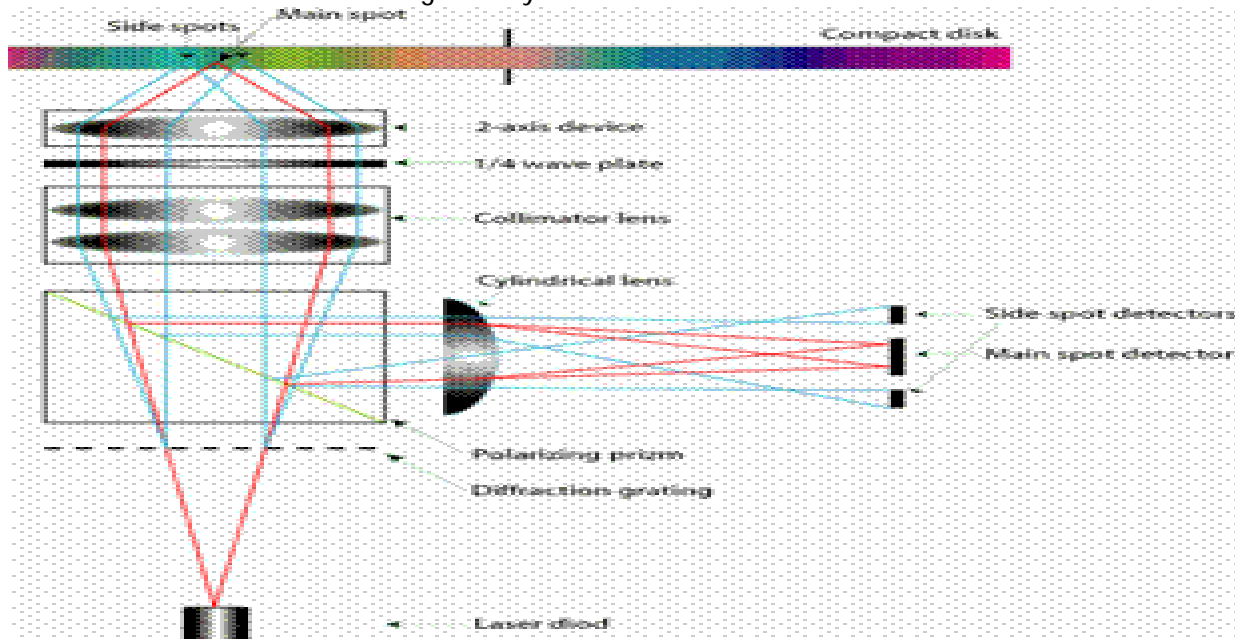 Main spot
Side spots
Compact disk
2-axis device
1/4 wave plate
Collimator lens
Cylindrical lens
Side spot detectors
Main spot detector
Polarizing prizm
Diffraction grating
Laser diod